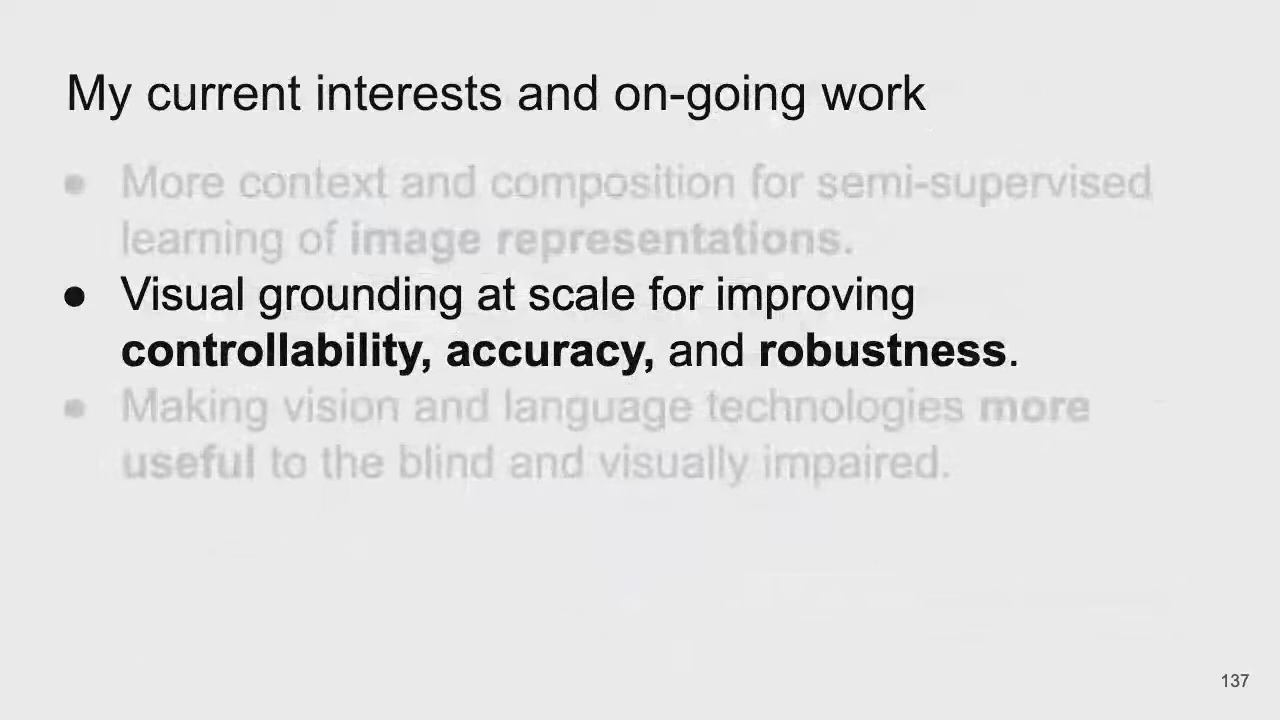 My current interests and on-going work
● More context and composition for semi-supervised
learning of image representations.
● Visual grounding at scale for improving
controllability, accuracy, and robustness.
● Making vision and language technologies more
useful to the blind and visually impaired.
137